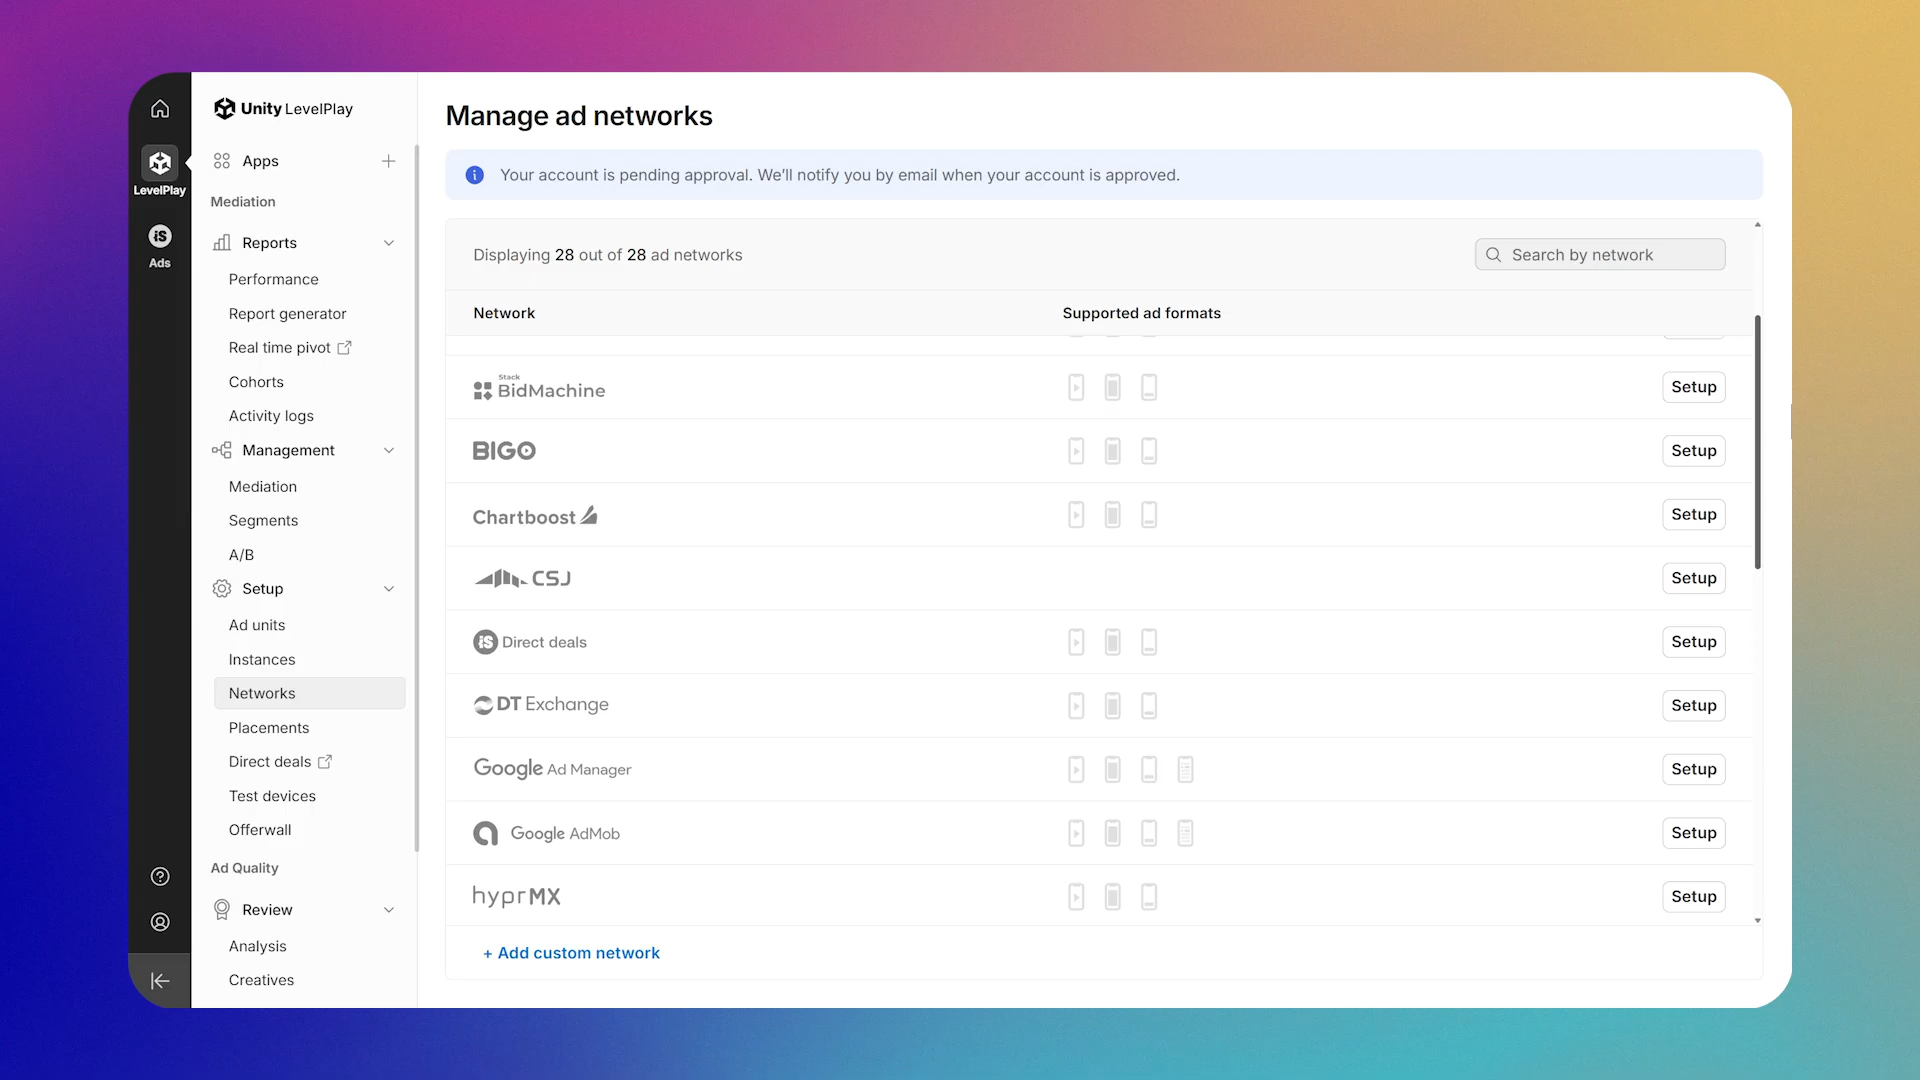 LevelPlay
iS
Ads
Unity LevelPlay
Apps
Mediation
Reports
Performance
Report generator
Real time pivot
Cohorts
Activity logs
Management
Mediation
Segments
A/B
Setup
Ad units
Instances
Networks
Placements
Direct deals
Test devices
Offerwall
Ad Quality
Review
Analysis
Creatives
Manage ad networks
Your account is pending approval. We’ll notify you by email when your account is approved.
Displaying 28 out of 28 ad networks
Search by network
Network Supported ad formats
Stack
BidMachine Setup
BIGO Setup
Chartboost Setup
CSJ Setup
iS Direct deals Setup
DT Exchange Setup
Google Ad Manager Setup
Google AdMob Setup
hyprMX Setup
+ Add custom network